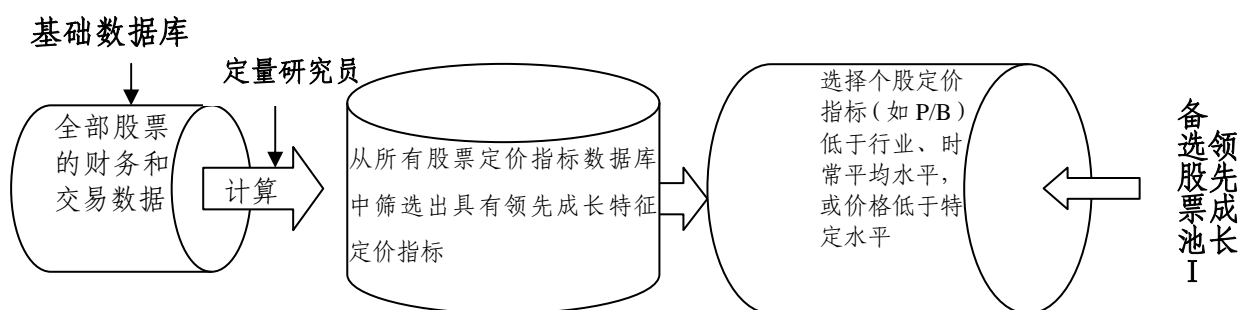 基础数据库
定量研究员
全部股票
的财务和
交易数据
计算
从所有股票定价指标数据库
中筛选出具有领先成长特征
定价指标
选择个股定价
指标（如 P/B）
低于行业、时
常平均水平，
或价格低于特
定水平
领先成长
备选股票池 I